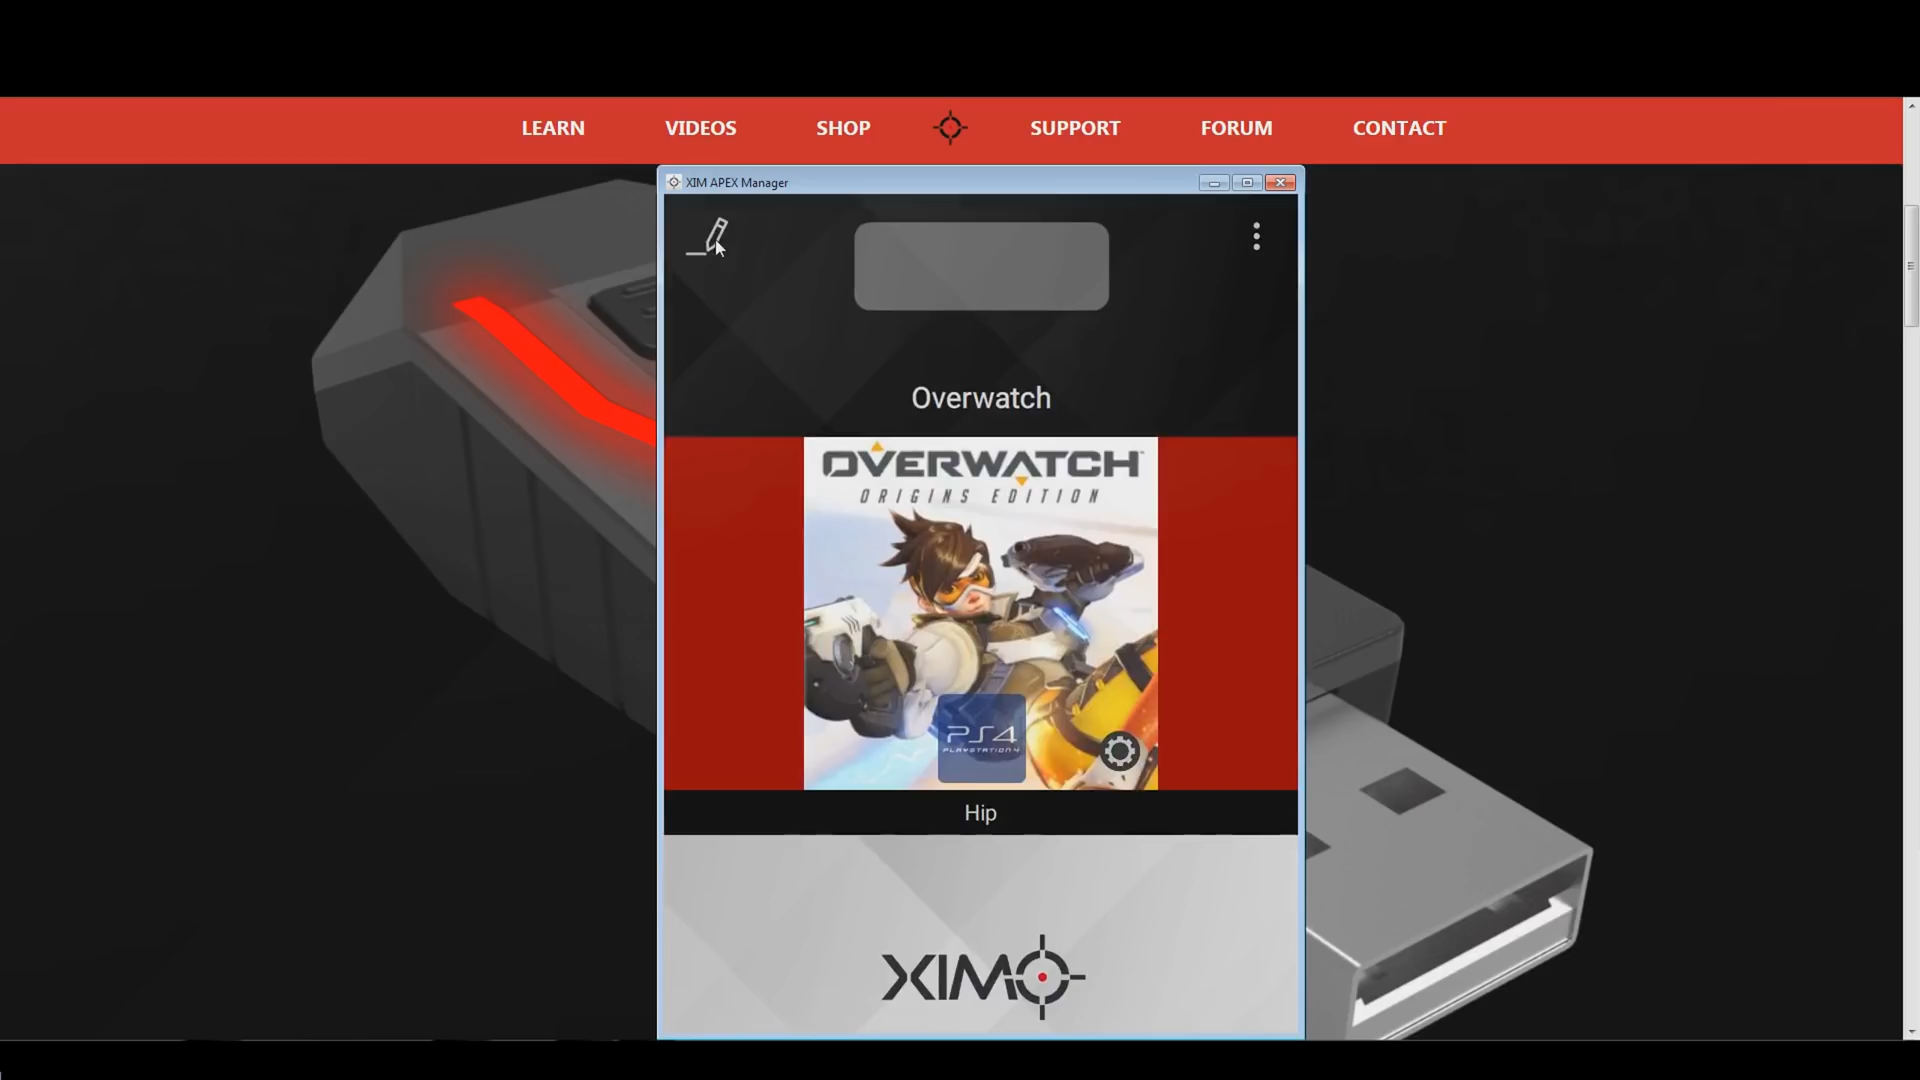 LEARN VIDEOS SHOP SUPPORT FORUM CONTACT
XIM APEX Manager
Overwatch
OVERWATCH
ORIGINS EDITION
PS4
PLAYSTATION 4
Hip
XIM